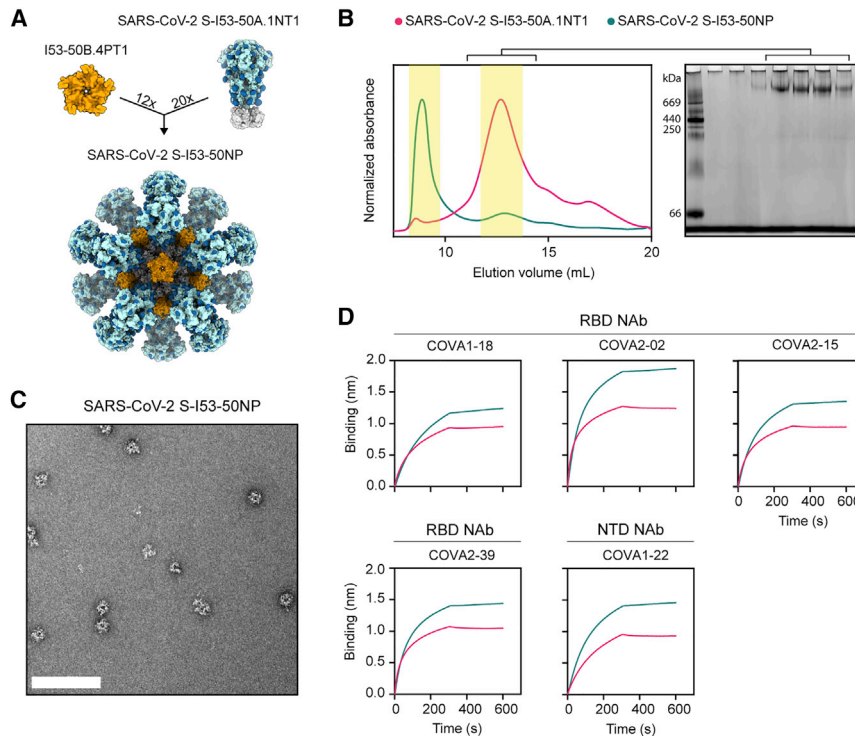 A
SARS-CoV-2 S-I53-50A.1NT1
I53-50B.4PT1
12x
20x
SARS-CoV-2 S-I53-50NP
B
SARS-CoV-2 S-I53-50A.1NT1
SARS-CoV-2 S-I53-50NP
Normalized absorbance
10
15
20
Elution volume (mL)
kDa
669
440
250
66
C
SARS-CoV-2 S-I53-50NP
D
RBD NAb
COVA1-18
COVA2-02
COVA2-15
Binding (nm)
2.0
1.5
1.0
0.5
0.0
0 200 400 600
Time (s)
RBD NAb
NTD NAb
COVA2-39
COVA1-22
Binding (nm)
2.0
1.5
1.0
0.5
0.0
0 200 400 600
Time (s)
0 200 400 600
Time (s)